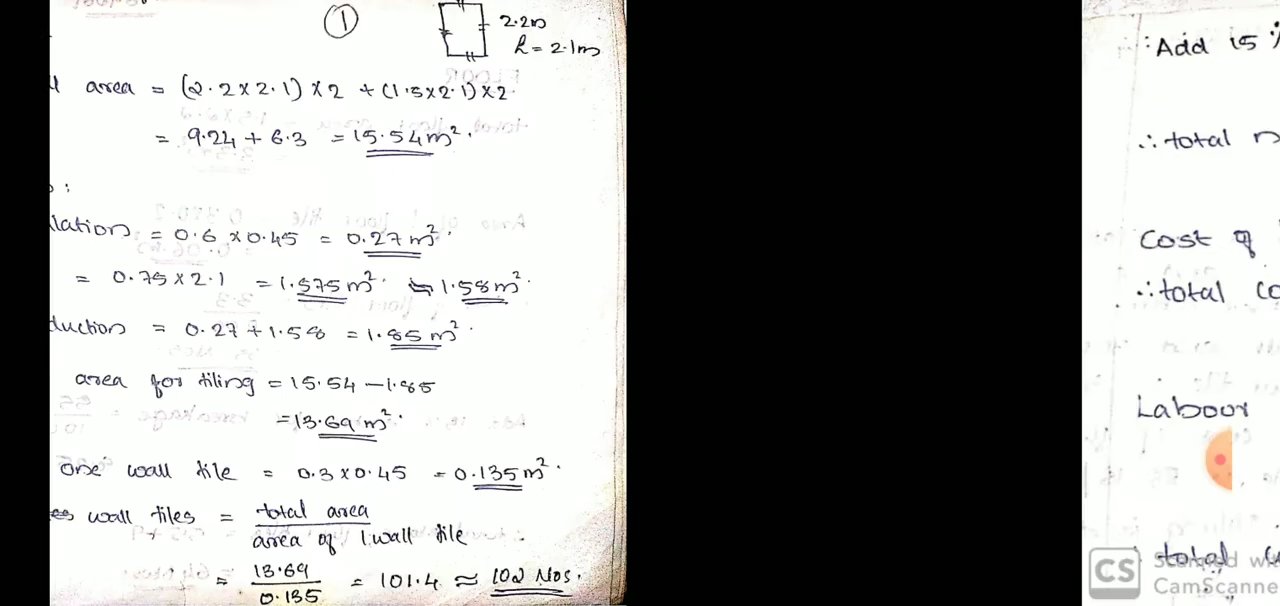 1
2.2m
h = 2.1m
area = (2.2 x 2.1) x 2 + (1.5 x 2.1) x 2
= 9.24 + 6.3 = 15.54m².
:
lation = 0.6 x 0.45 = 0.27m².
= 0.75 x 2.1 = 1.575m² ≈ 1.58m².
duction = 0.27 + 1.58 = 1.85m².
area for tiling = 15.54 - 1.85
= 13.69m².
one wall tile = 0.3 x 0.45 = 0.135m².
wall tiles = total area
area of 1 wall tile
= 13.69 = 101.4 ≈ 102 Nos.
0.135
:Add 15 %
∴ total n
Cost of
∴ total co
Labour
total
CS
CamScanne